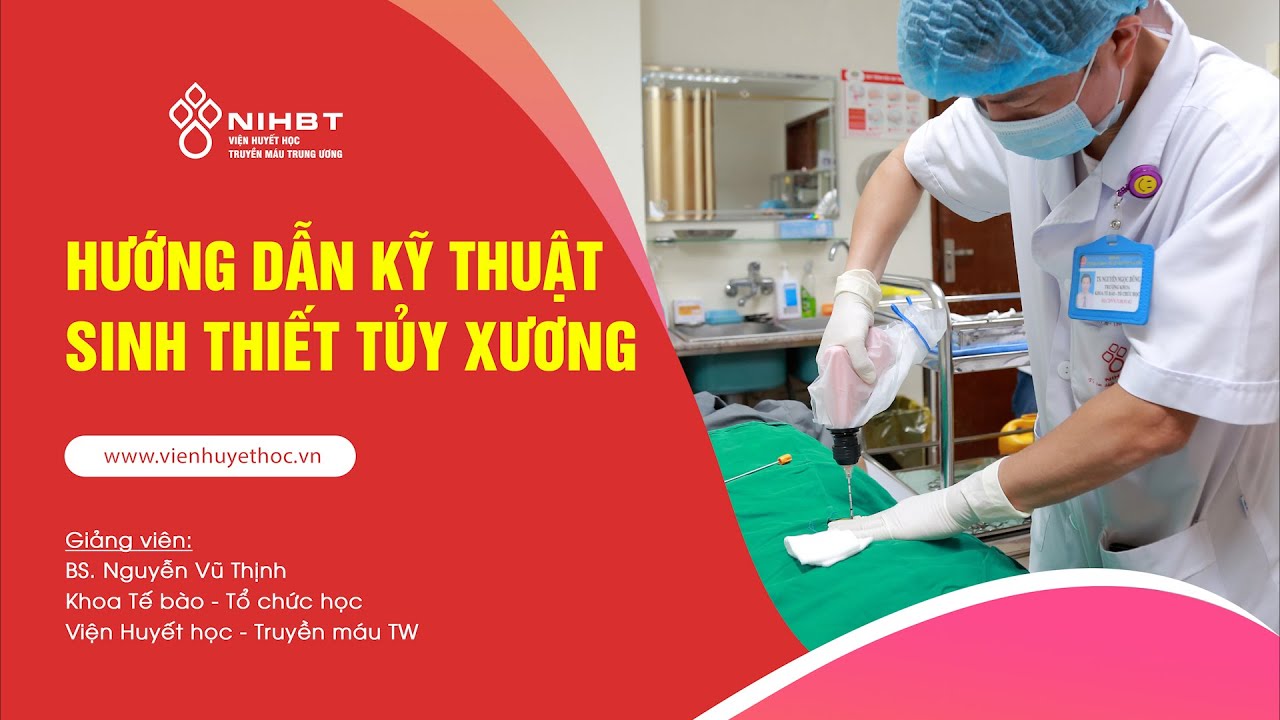 NIHBT
VIỆN HUYẾT HỌC
TRUYỀN MÁU TRUNG ƯƠNG
HƯỚNG DẪN KỸ THUẬT
SINH THIẾT TỦY XƯƠNG
www.vienhuyethoc.vn
Giảng viên:
BS. Nguyễn Vũ Thịnh
Khoa Tế bào - Tổ chức học
Viện Huyết học - Truyền máu TW